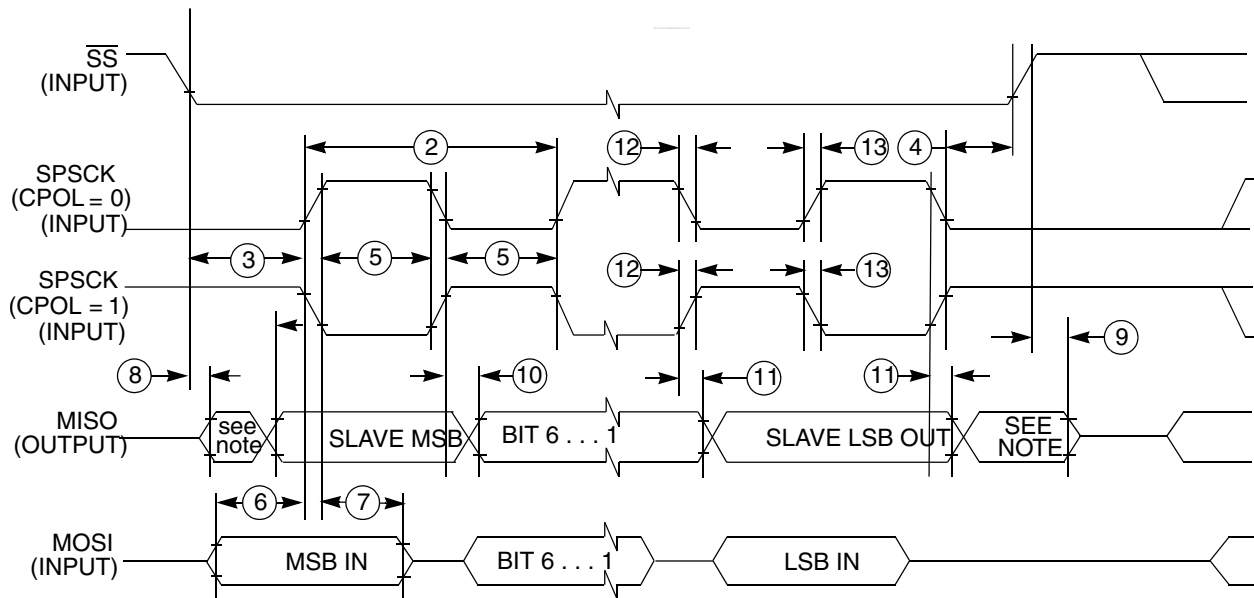 SS
(INPUT)
2
12
13
4
SPSCK
(CPOL = 0)
(INPUT)
3
5
5
12
13
SPSCK
(CPOL = 1)
(INPUT)
9
8
10
11
11
MISO
(OUTPUT)
see
note
SLAVE MSB
BIT 6 . . . 1
SLAVE LSB OUT
SEE
NOTE
6
7
MOSI
(INPUT)
MSB IN
BIT 6 . . . 1
LSB IN